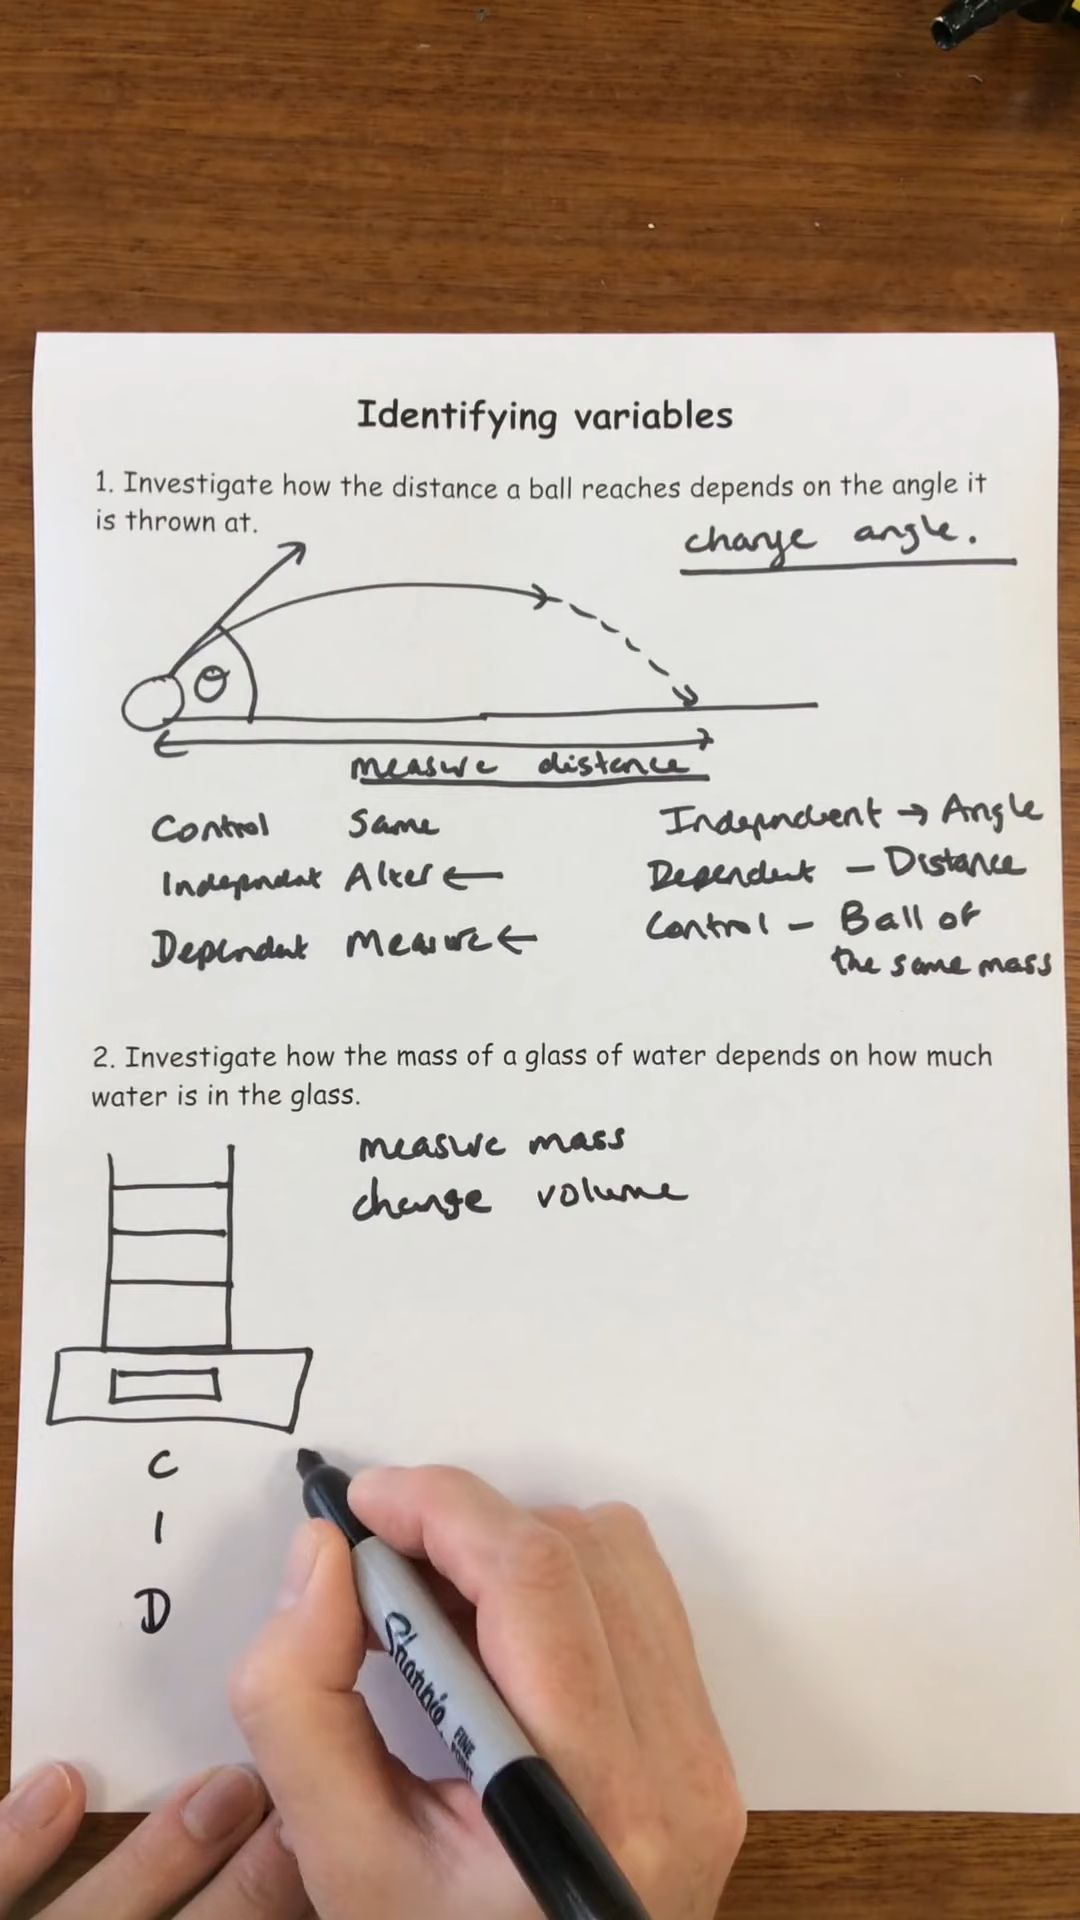 Identifying variables
1. Investigate how the distance a ball reaches depends on the angle it
is thrown at.
change angle.
θ
measure distance
Control Same
Independent Alter ←
Dependent Measure ←
Independent → Angle
Dependent – Distance
Control – Ball of
the same mass
2. Investigate how the mass of a glass of water depends on how much
water is in the glass.
measure mass
change volume
C
I
D
Sharpie
FINE
POINT